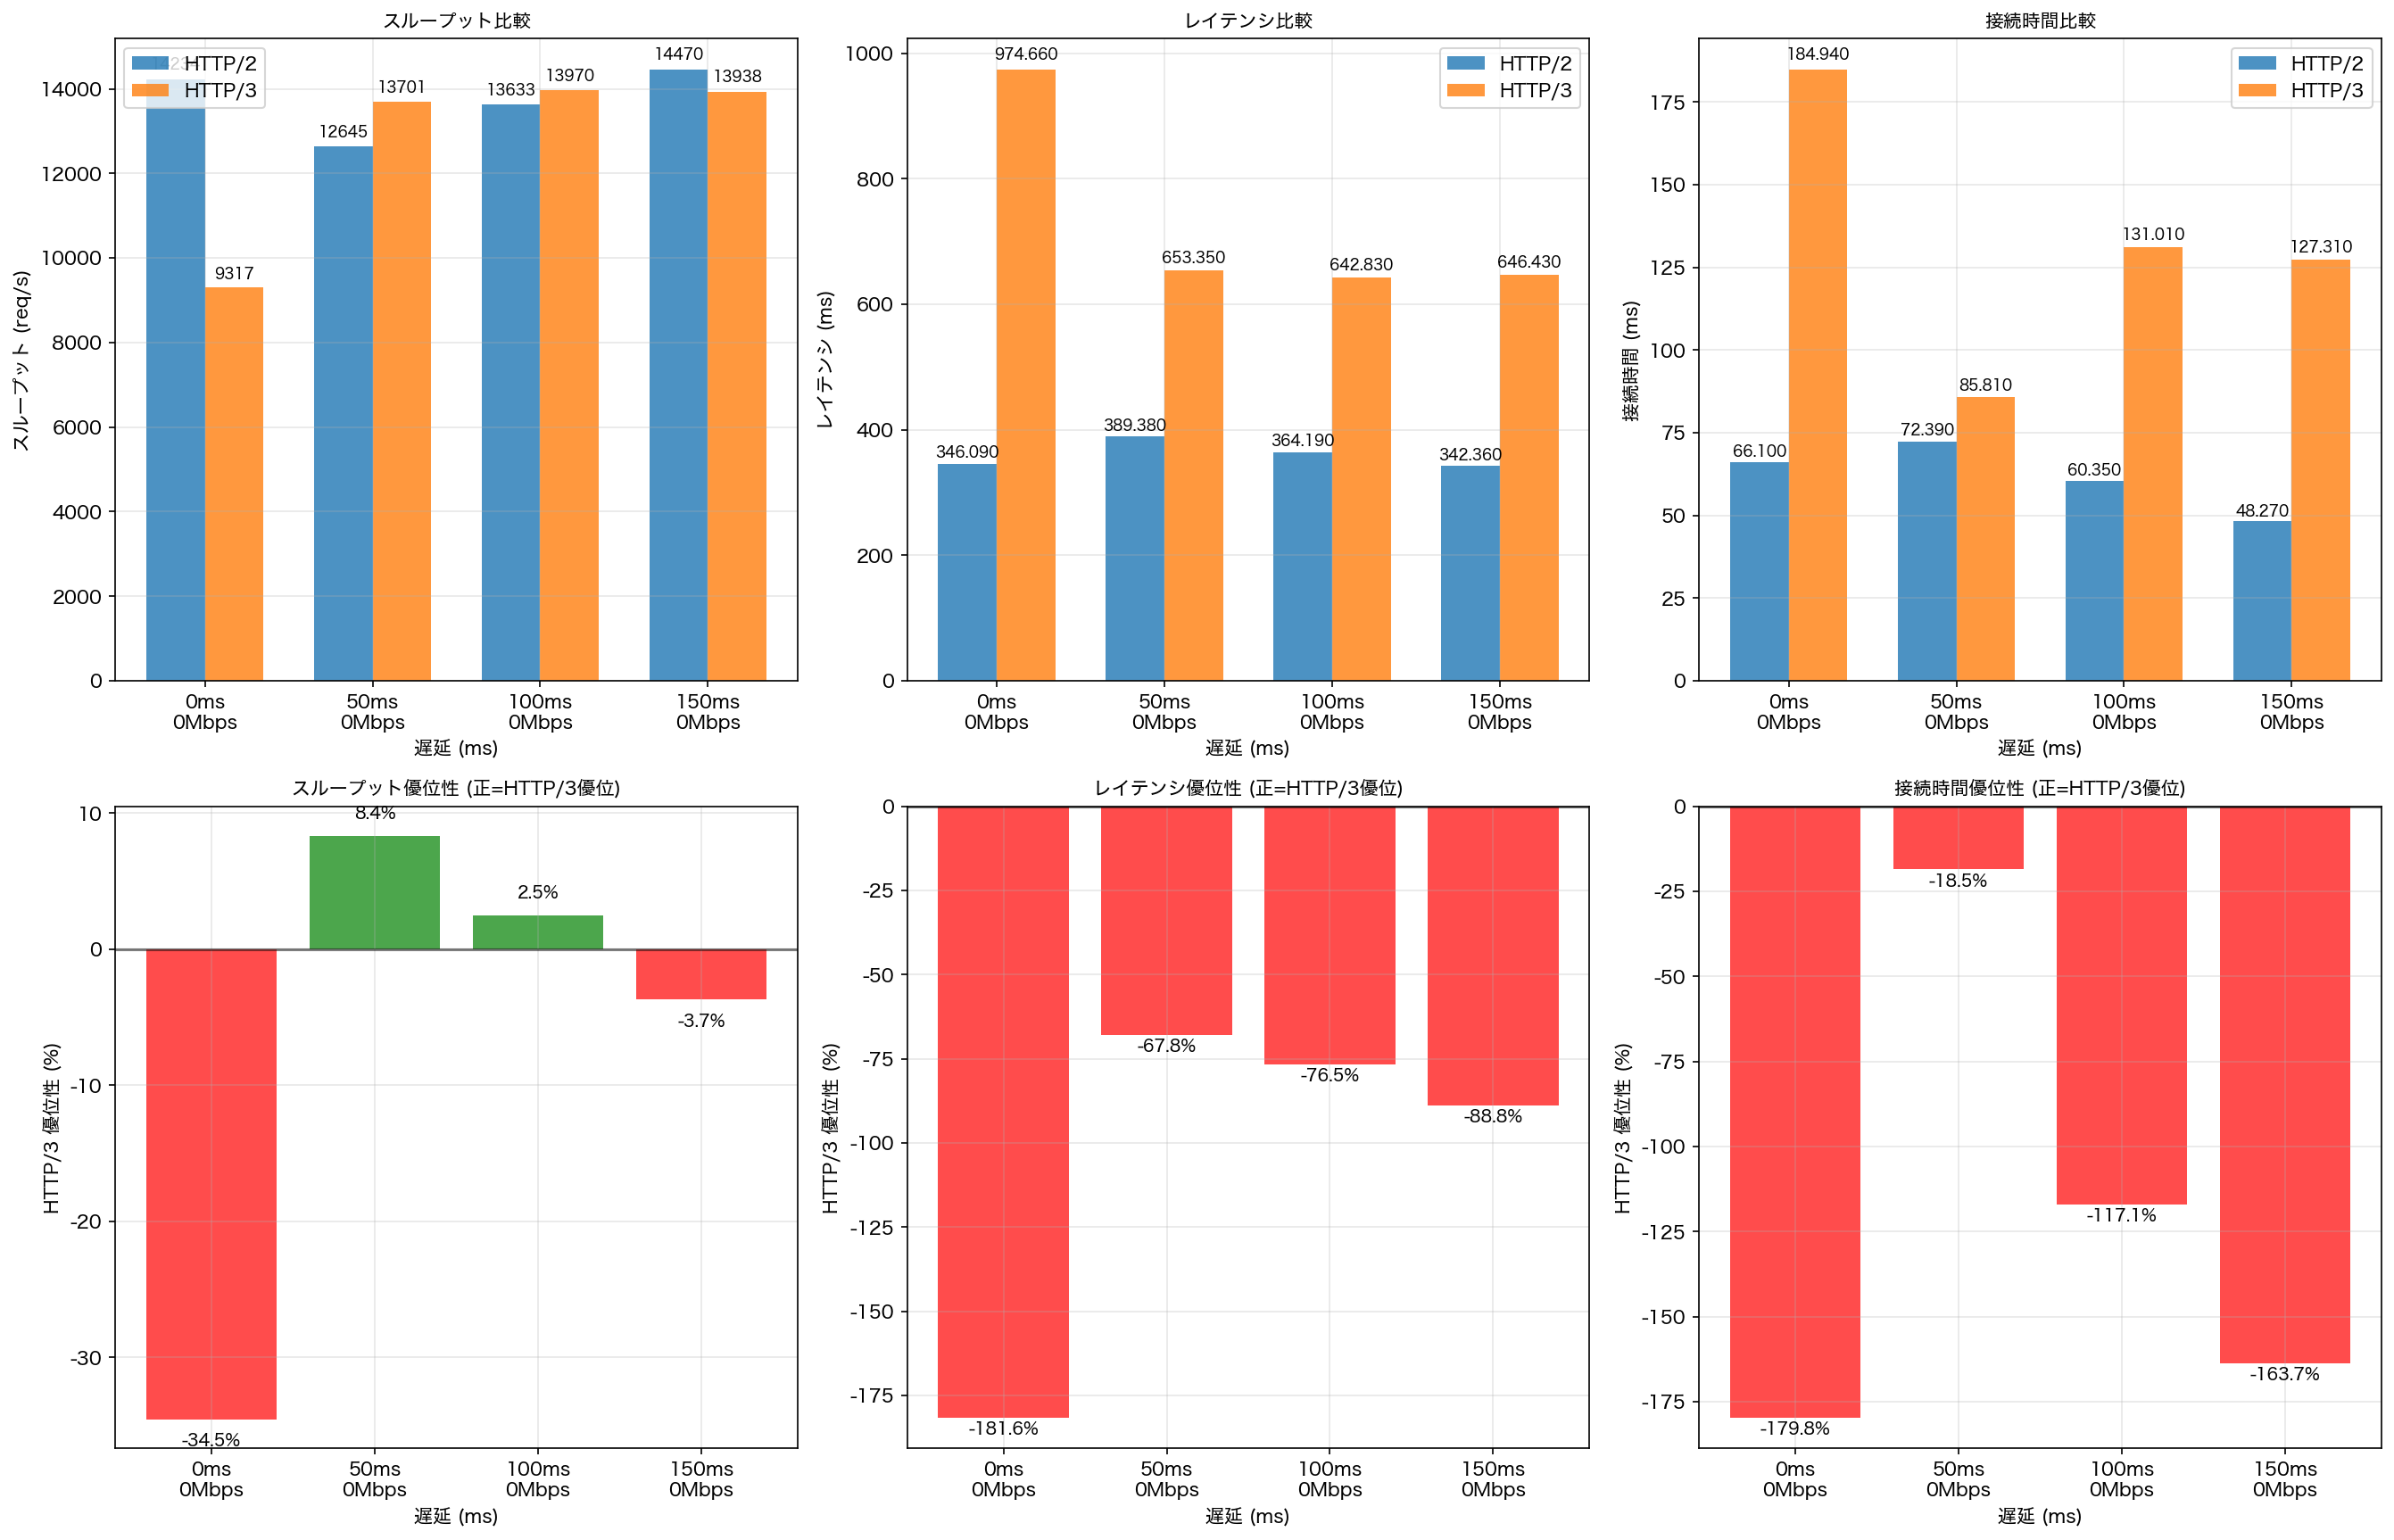 スループット比較
14000
12000
10000
8000
6000
4000
2000
0
スループット (req/s)
HTTP/2
HTTP/3
9317
12645
13701
13633
13970
14470
13938
0ms
0Mbps
50ms
0Mbps
100ms
0Mbps
150ms
0Mbps
遅延 (ms)
レイテンシ比較
1000
800
600
400
200
0
レイテンシ (ms)
HTTP/2
HTTP/3
346.090
974.660
389.380
653.350
364.190
642.830
342.360
646.430
0ms
0Mbps
50ms
0Mbps
100ms
0Mbps
150ms
0Mbps
遅延 (ms)
接続時間比較
175
150
125
100
75
50
25
0
接続時間 (ms)
HTTP/2
HTTP/3
66.100
184.940
72.390
85.810
60.350
131.010
48.270
127.310
0ms
0Mbps
50ms
0Mbps
100ms
0Mbps
150ms
0Mbps
遅延 (ms)
スループット優位性 (正=HTTP/3優位)
10
0
-10
-20
-30
HTTP/3 優位性 (%)
-34.5%
8.4%
2.5%
-3.7%
0ms
0Mbps
50ms
0Mbps
100ms
0Mbps
150ms
0Mbps
遅延 (ms)
レイテンシ優位性 (正=HTTP/3優位)
0
-25
-50
-75
-100
-125
-150
-175
HTTP/3 優位性 (%)
-181.6%
-67.8%
-76.5%
-88.8%
0ms
0Mbps
50ms
0Mbps
100ms
0Mbps
150ms
0Mbps
遅延 (ms)
接続時間優位性 (正=HTTP/3優位)
0
-25
-50
-75
-100
-125
-150
-175
HTTP/3 優位性 (%)
-179.8%
-18.5%
-117.1%
-163.7%
0ms
0Mbps
50ms
0Mbps
100ms
0Mbps
150ms
0Mbps
遅延 (ms)